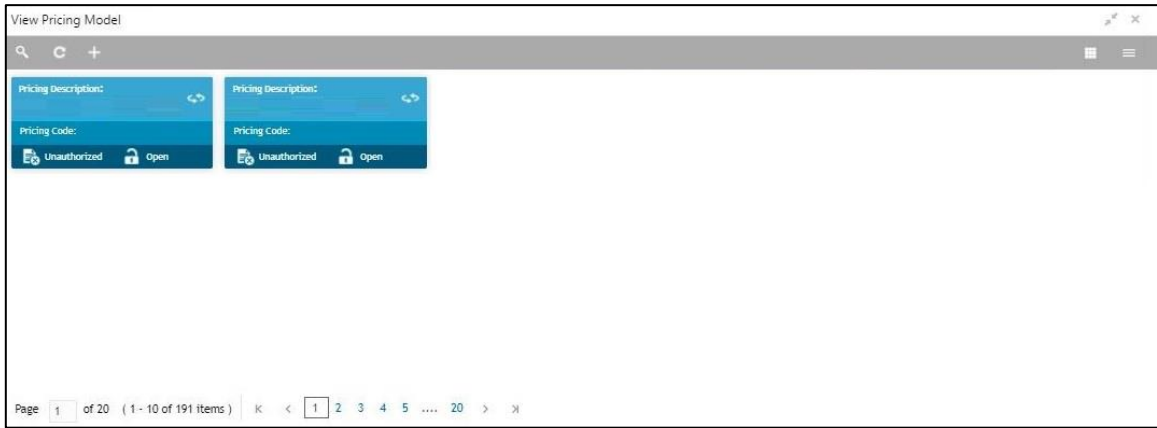 View Pricing Model
Pricing Description: Pricing Description:
Pricing Code: Pricing Code:
Unauthorized Open Unauthorized Open
Page 1 of 20 ( 1 - 10 of 191 items ) 1 2 3 4 5 .... 20